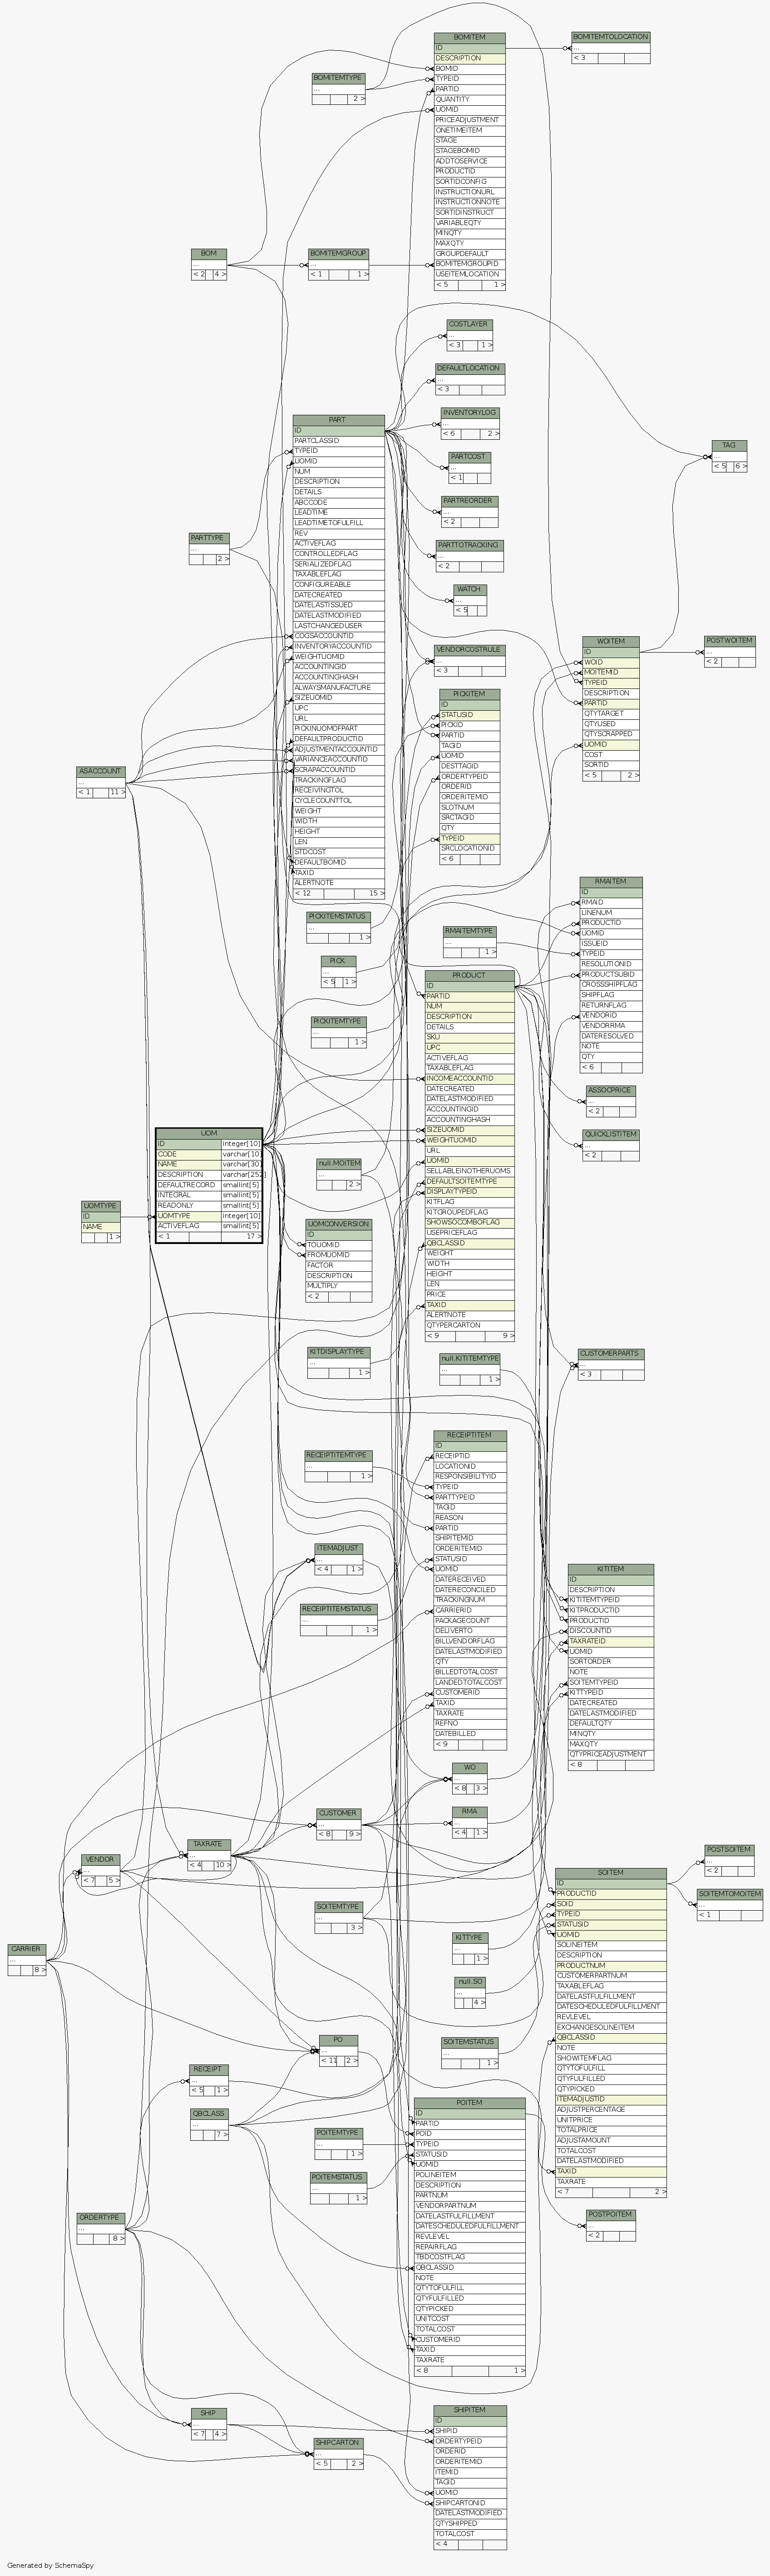 BOMITEM
ID
DESCRIPTION
BOMID
TYPEID
PARTID
QUANTITY
UOMID
PRICEADJUSTMENT
ONETIMEITEM
STAGE
STAGEBOMID
ADDTOSERVICE
PRODUCTID
SORTIDCONFIG
INSTRUCTIONURL
INSTRUCTIONNOTE
SORTIDINSTRUCT
VARIABLEQTY
MINQTY
MAXQTY
GROUPDEFAULT
BOMITEMGROUPID
USEITEMLOCATION
< 5 1 >
BOMITEMTOLOCATION
...
< 3
BOMITEMTYPE
...
2 >
BOM
...
< 2 4 >
BOMITEMGROUP
...
< 1 1 >
COSTLAYER
...
< 3 1 >
DEFAULTLOCATION
...
< 3
INVENTORYLOG
...
< 6 2 >
PARTCOST
...
< 1
PARTREORDER
...
< 2
PARTTOTRACKING
...
< 2
WATCH
...
< 5
VENDORCOSTRULE
...
< 3
TAG
...
< 5 6 >
PART
ID
PARTCLASSID
TYPEID
UOMID
NUM
DESCRIPTION
DETAILS
ABCCODE
LEADTIME
LEADTIMETOFULFILL
REV
ACTIVEFLAG
CONTROLLEDFLAG
SERIALIZEDFLAG
TAXABLEFLAG
CONFIGUREABLE
DATECREATED
DATELASTISSUED
DATELASTMODIFIED
LASTCHANGEDUSER
COGSACCOUNTID
INVENTORYACCOUNTID
WEIGHTUOMID
ACCOUNTINGID
ACCOUNTINGHASH
ALWAYSMANUFACTURE
SIZEUOMID
UPC
URL
PICKINUOMOFPART
DEFAULTPRODUCTID
ADJUSTMENTACCOUNTID
VARIANCEACCOUNTID
SCRAPACCOUNTID
TRACKINGFLAG
RECEIVINGTOL
CYCLECOUNTTOL
WEIGHT
WIDTH
HEIGHT
LEN
STDCOST
DEFAULTBOMID
TAXID
ALERTNOTE
< 12 15 >
PARTTYPE
...
2 >
ASACCOUNT
...
< 1 11 >
WOITEM
ID
WOID
MOITEMID
TYPEID
DESCRIPTION
PARTID
QTYTARGET
QTYUSED
QTYSCRAPPED
UOMID
COST
SORTID
< 5 2 >
POSTWOITEM
...
< 2
PICKITEM
ID
STATUSID
PICKID
PARTID
TAGID
UOMID
DESTTAGID
ORDERTYPEID
ORDERID
ORDERITEMID
SLOTNUM
SRCTAGID
QTY
TYPEID
SRCLOCATIONID
< 6
PICKITEMSTATUS
...
1 >
PICK
...
< 5 1 >
PICKITEMTYPE
...
1 >
RMAITEMTYPE
...
1 >
RMAITEM
ID
RMAID
LINENUM
PRODUCTID
UOMID
ISSUEID
TYPEID
RESOLUTIONID
PRODUCTSUBID
CROSSSHIPFLAG
SHIPFLAG
RETURNFLAG
VENDORID
VENDORRMA
DATERESOLVED
NOTE
QTY
< 6
ASSOCPRICE
...
< 2
QUICKLISTITEM
...
< 2
PRODUCT
ID
PARTID
NUM
DESCRIPTION
DETAILS
SKU
UPC
ACTIVEFLAG
TAXABLEFLAG
INCOMEACCOUNTID
DATECREATED
DATELASTMODIFIED
ACCOUNTINGID
ACCOUNTINGHASH
SIZEUOMID
WEIGHTUOMID
URL
UOMID
SELLABLEINOTHERUOMS
DEFAULTSOITEMTYPE
DISPLAYTYPEID
KITFLAG
KITGROUPEDFLAG
SHOWSOCOMBOFLAG
USEPRICEFLAG
QBCLASSID
WEIGHT
WIDTH
HEIGHT
LEN
PRICE
TAXID
ALERTNOTE
QTYPERCARTON
< 9 9 >
UOM
ID integer[10]
CODE varchar[10]
NAME varchar[30]
DESCRIPTION varchar[252]
DEFAULTRECORD smallint[5]
INTEGRAL smallint[5]
READONLY smallint[5]
UOMTYPE integer[10]
ACTIVEFLAG smallint[5]
< 1 17 >
UOMTYPE
ID
NAME
1 >
null.MOITEM
...
2 >
UOMCONVERSION
ID
TOUOMID
FROMUOMID
FACTOR
DESCRIPTION
MULTIPLY
< 2
KITDISPLAYTYPE
...
1 >
null.KITITEMTYPE
...
1 >
CUSTOMERPARTS
...
< 3
RECEIPTITEM
ID
RECEIPTID
LOCATIONID
RESPONSIBILITYID
TYPEID
PARTTYPEID
TAGID
REASON
PARTID
SHIPITEMID
ORDERITEMID
STATUSID
UOMID
DATERECEIVED
DATERECONCILED
TRACKINGNUM
CARRIERID
PACKAGECOUNT
DELIVERTO
BILLVENDORFLAG
DATELASTMODIFIED
QTY
BILLEDTOTALCOST
LANDEDTOTALCOST
CUSTOMERID
TAXID
TAXRATE
REFNO
DATEBILLED
< 9
RECEIPTITEMTYPE
...
1 >
ITEMADJUST
...
< 4 1 >
RECEIPTITEMSTATUS
...
1 >
KITITEM
ID
DESCRIPTION
KITITEMTYPEID
KITPRODUCTID
PRODUCTID
DISCOUNTID
TAXRATEID
UOMID
SORTORDER
NOTE
SOITEMTYPEID
KITTYPEID
DATECREATED
DATELASTMODIFIED
DEFAULTQTY
MINQTY
MAXQTY
QTYPRICEADJUSTMENT
< 8
WO
...
< 8 3 >
RMA
...
< 4 1 >
CUSTOMER
...
< 8 9 >
TAXRATE
...
< 4 10 >
VENDOR
...
< 7 5 >
SOITEMTYPE
...
3 >
CARRIER
...
8 >
KITTYPE
...
1 >
null.SO
...
4 >
SOITEMSTATUS
...
1 >
SOITEM
ID
PRODUCTID
SOID
TYPEID
STATUSID
UOMID
SOLINEITEM
DESCRIPTION
PRODUCTNUM
CUSTOMERPARTNUM
TAXABLEFLAG
DATELASTFULFILLMENT
DATESCHEDULEDFULFILLMENT
REVLEVEL
EXCHANGESOLINEITEM
QBCLASSID
NOTE
SHOWITEMFLAG
QTYTOFULFILL
QTYFULFILLED
QTYPICKED
ITEMADJUSTID
ADJUSTPERCENTAGE
UNITPRICE
TOTALPRICE
ADJUSTAMOUNT
TOTALCOST
DATELASTMODIFIED
TAXID
TAXRATE
< 7 2 >
POSTSOITEM
...
< 2
SOITEMTOMOITEM
...
< 1
PO
...
< 11 2 >
RECEIPT
...
< 5 1 >
QBCLASS
...
7 >
POITEMTYPE
...
1 >
POITEMSTATUS
...
1 >
ORDERTYPE
...
8 >
POITEM
ID
PARTID
POID
TYPEID
STATUSID
UOMID
POLINEITEM
DESCRIPTION
PARTNUM
VENDORPARTNUM
DATELASTFULFILLMENT
DATESCHEDULEDFULFILLMENT
REVLEVEL
REPAIRFLAG
TBDCOSTFLAG
QBCLASSID
NOTE
QTYTOFULFILL
QTYFULFILLED
QTYPICKED
UNITCOST
TOTALCOST
CUSTOMERID
TAXID
TAXRATE
< 8 1 >
POSTPOITEM
...
< 2
SHIP
...
< 7 4 >
SHIPCARTON
...
< 5 2 >
SHIPITEM
ID
SHIPID
ORDERTYPEID
ORDERID
ORDERITEMID
ITEMID
TAGID
UOMID
SHIPCARTONID
DATELASTMODIFIED
QTYSHIPPED
TOTALCOST
< 4
Generated by SchemaSpy